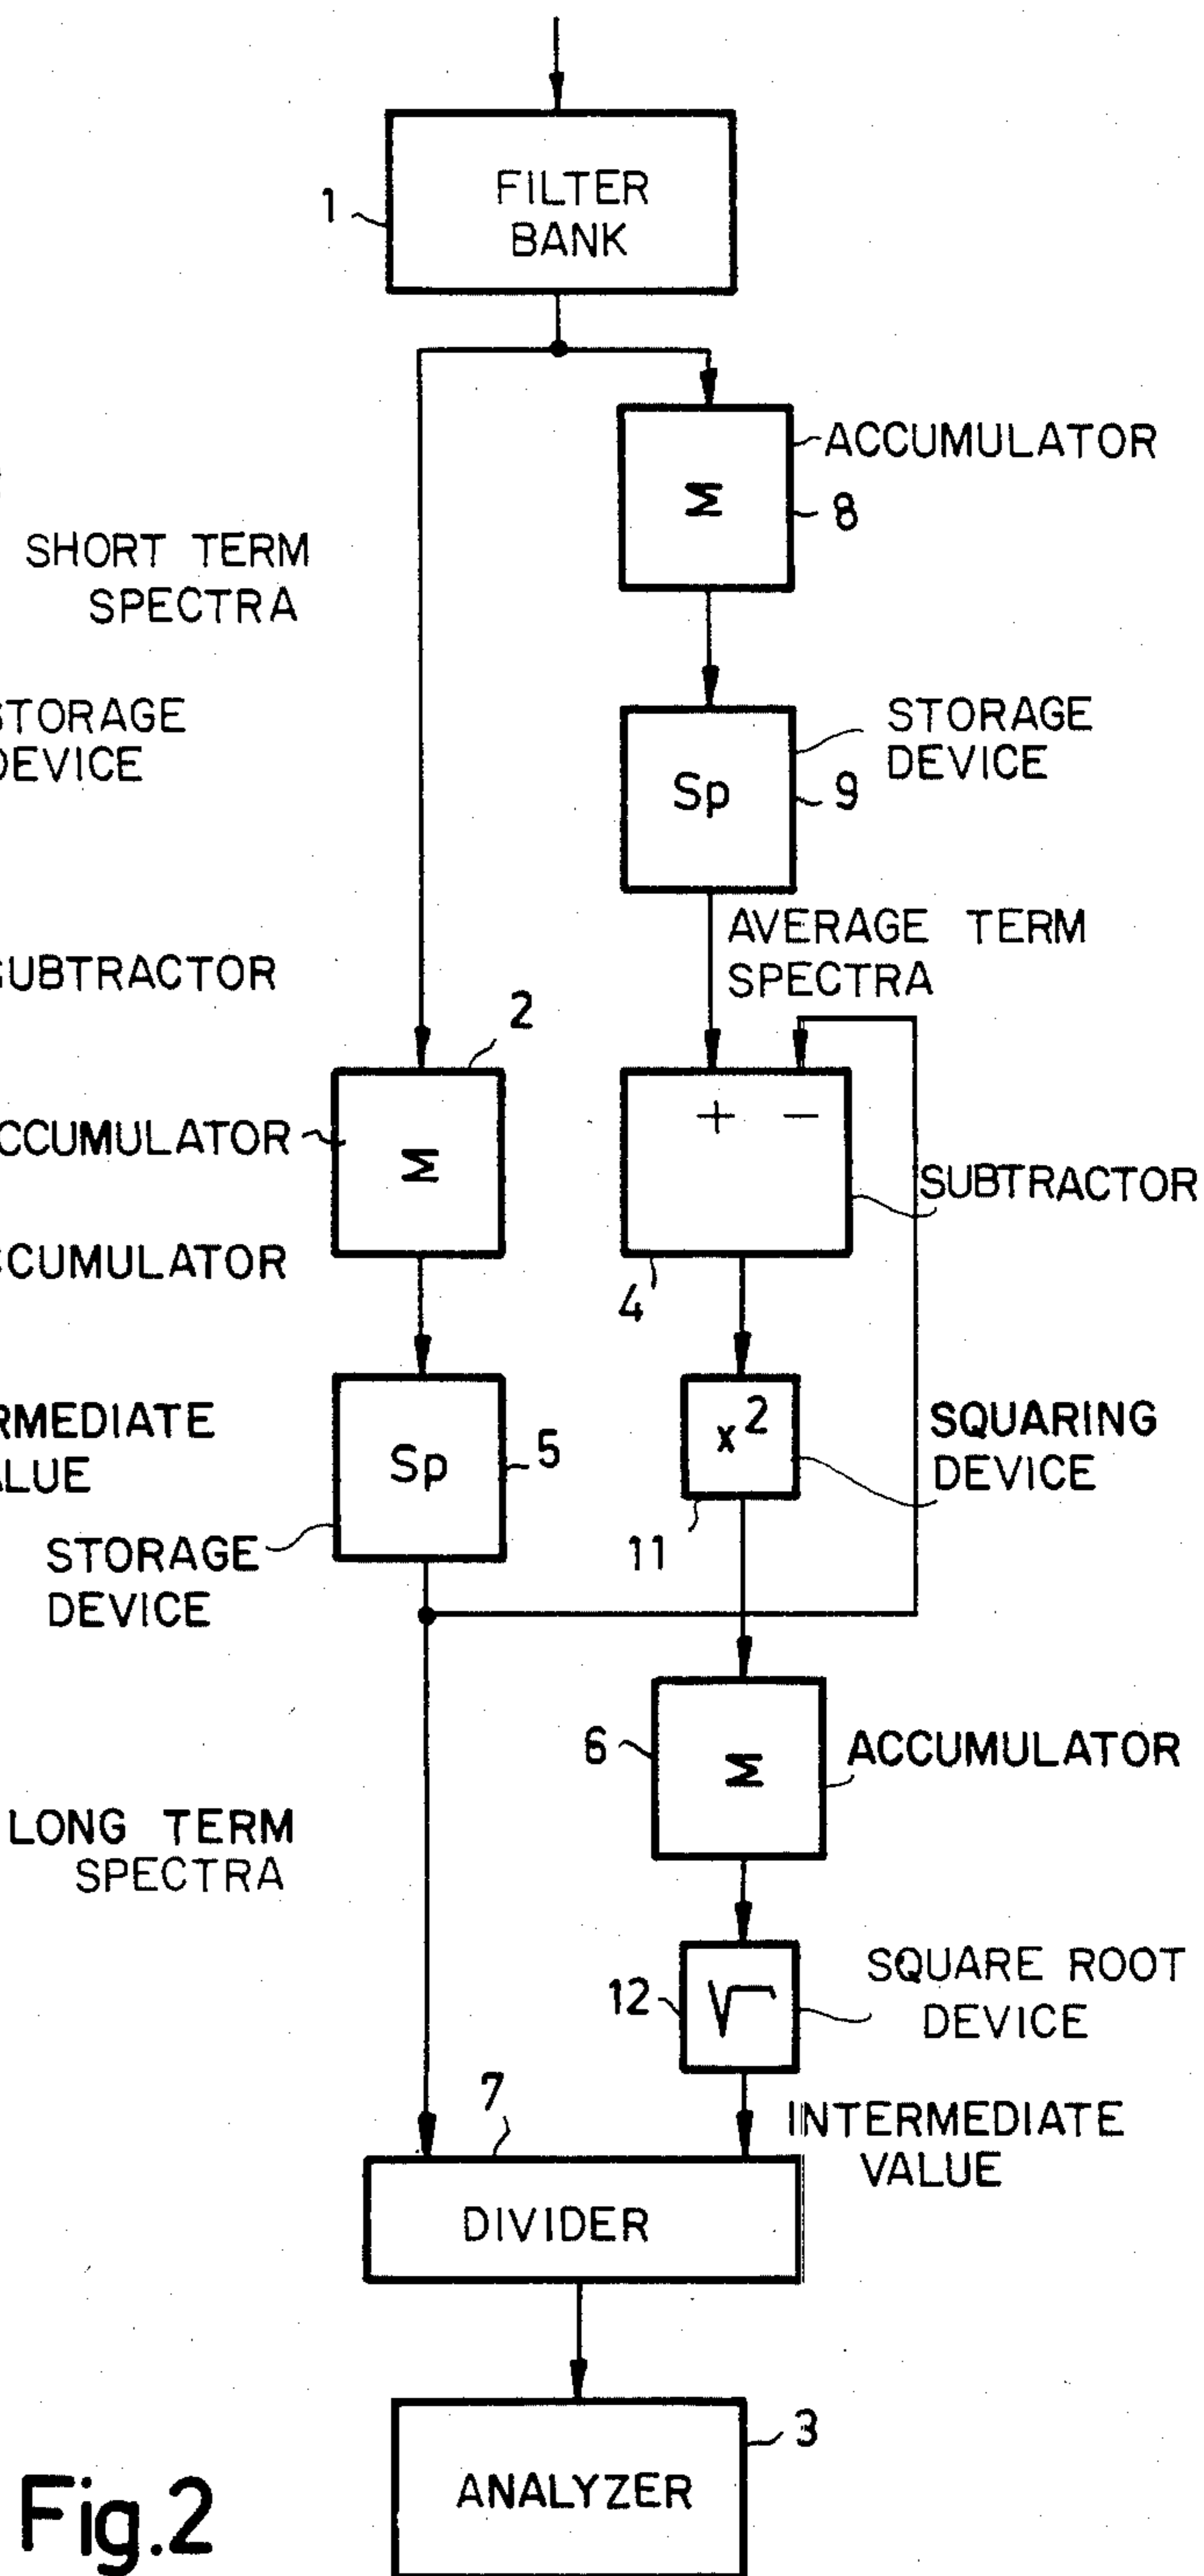 FILTER
BANK
1
ACCUMULATOR
Σ
8
SHORT TERM
SPECTRA
STORAGE
DEVICE
Sp
9
AVERAGE TERM
SPECTRA
2
+ −
Σ
SUBTRACTOR
4
x²
SQUARING
DEVICE
11
Sp
5
STORAGE
DEVICE
6
Σ
ACCUMULATOR
LONG TERM
SPECTRA
12
√
SQUARE ROOT
DEVICE
7
INTERMEDIATE
VALUE
DIVIDER
3
ANALYZER
Fig.2